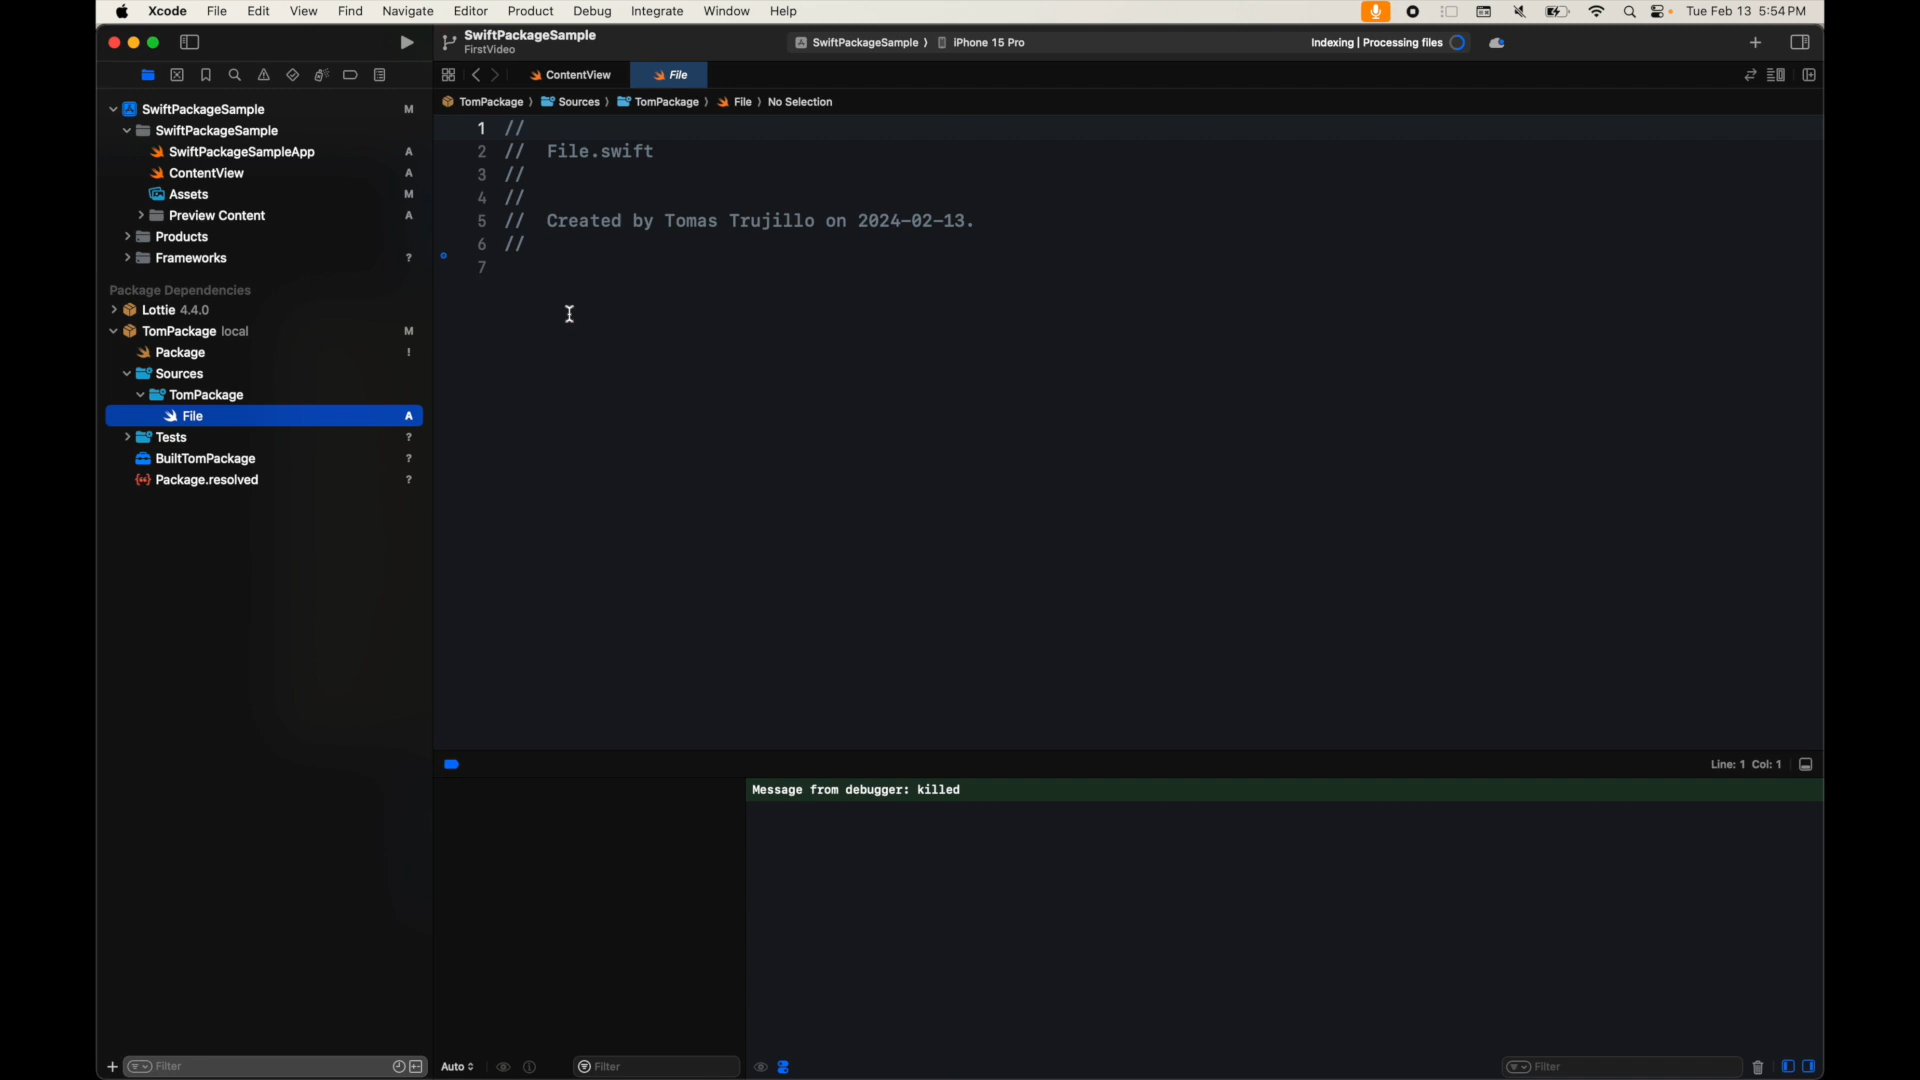 Xcode File Edit View Find Navigate Editor Product Debug Integrate Window Help Tue Feb 13 5:54 PM
SwiftPackageSample
FirstVideo
SwiftPackageSample 〉 iPhone 15 Pro
Indexing | Processing files
ContentView
File
TomPackage 〉 Sources 〉 TomPackage 〉 File 〉 No Selection
SwiftPackageSample M
SwiftPackageSample
SwiftPackageSampleApp A
ContentView A
Assets M
Preview Content A
Products
Frameworks ?
Package Dependencies
Lottie 4.4.0
TomPackage local M
Package !
Sources
TomPackage
File A
Tests ?
BuiltTomPackage ?
Package.resolved ?
1 //
2 // File.swift
3 //
4 //
5 // Created by Tomas Trujillo on 2024-02-13.
6 //
7
Line: 1 Col: 1
Message from debugger: killed
Filter
Auto
Filter
Filter